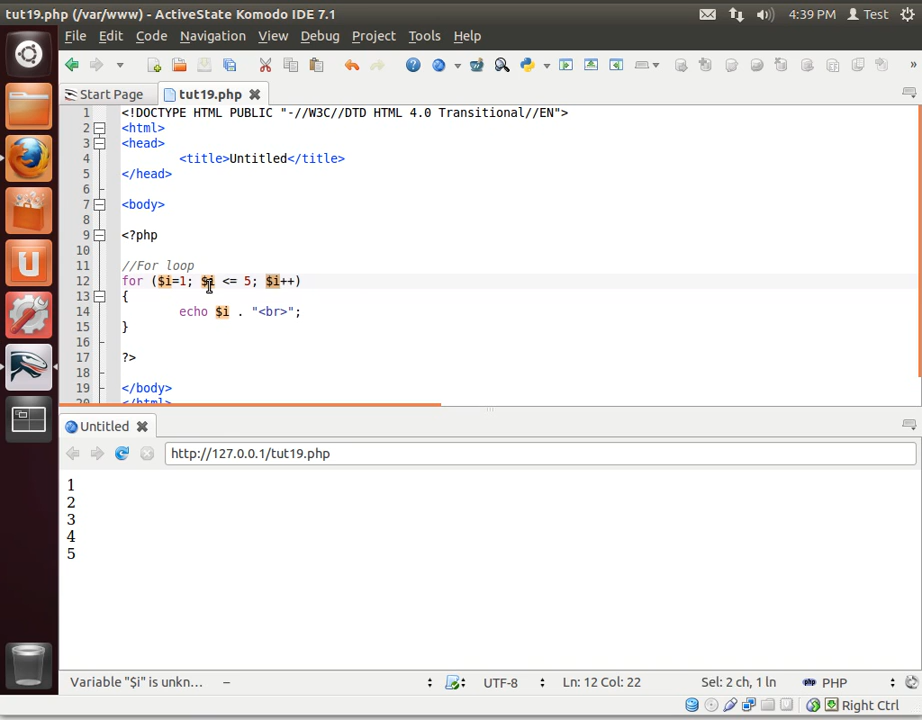 tut19.php (/var/www) - ActiveState Komodo IDE 7.1
4:39 PM Test
File Edit Code Navigation View Debug Project Tools Help
Start Page tut19.php
1 <!DOCTYPE HTML PUBLIC "-//W3C//DTD HTML 4.0 Transitional//EN">
2 <html>
3 <head>
4 <title>Untitled</title>
5 </head>
6
7 <body>
8
9 <?php
10
11 //For loop
12 for ($i=1; $i <= 5; $i++)
13 {
14 echo $i . "<br>";
15 }
16
17 ?>
18
19 </body>
20 </html>
Untitled
http://127.0.0.1/tut19.php
1
2
3
4
5
Variable "$i" is unkn... – UTF-8 Ln: 12 Col: 22 Sel: 2 ch, 1 ln php PHP
Right Ctrl